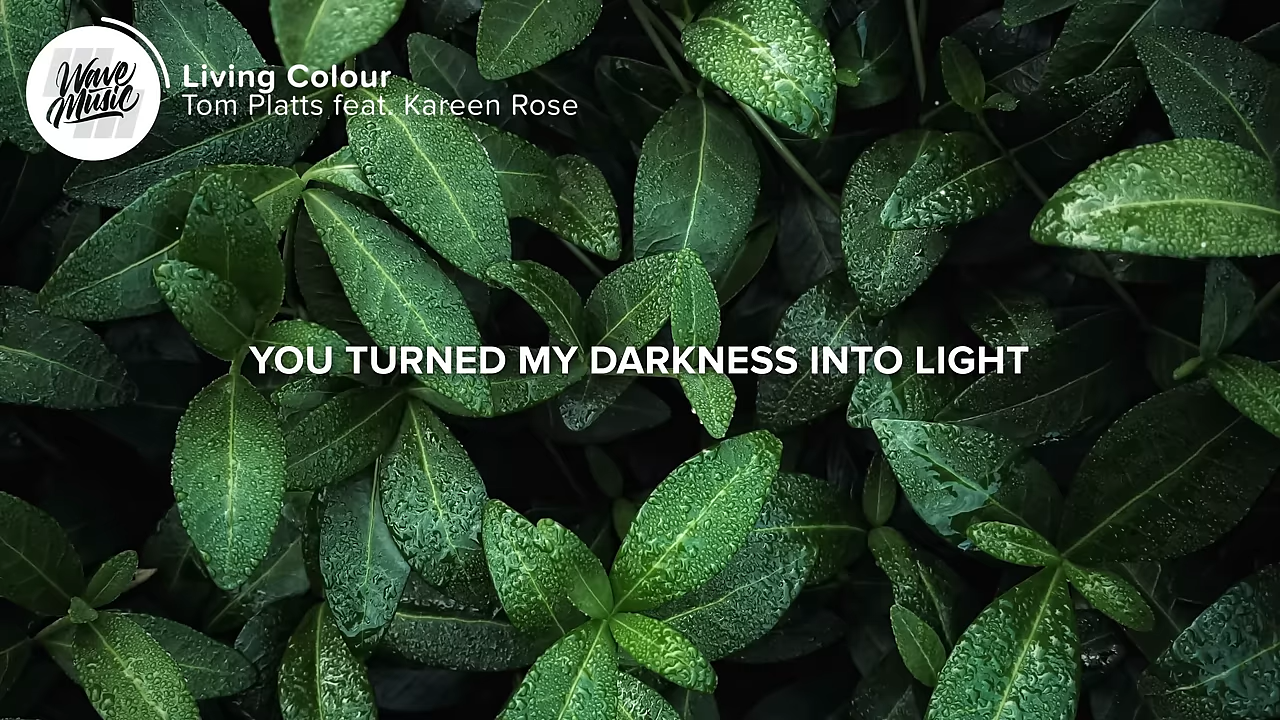 Wave
Music
Living Colour
Tom Platts feat. Kareen Rose
YOU TURNED MY DARKNESS INTO LIGHT